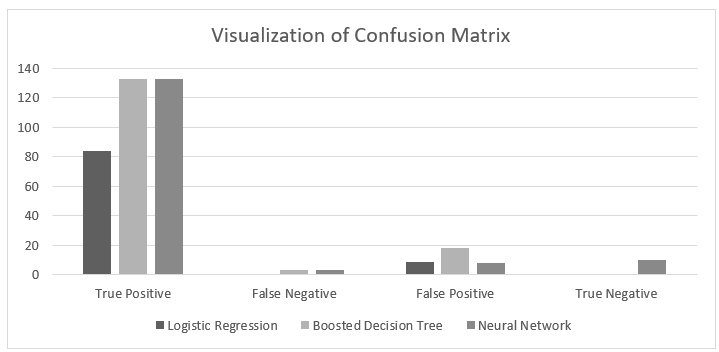 Visualization of Confusion Matrix
140
120
100
80
60
40
20
0
True Positive False Negative False Positive True Negative
Logistic Regression Boosted Decision Tree Neural Network